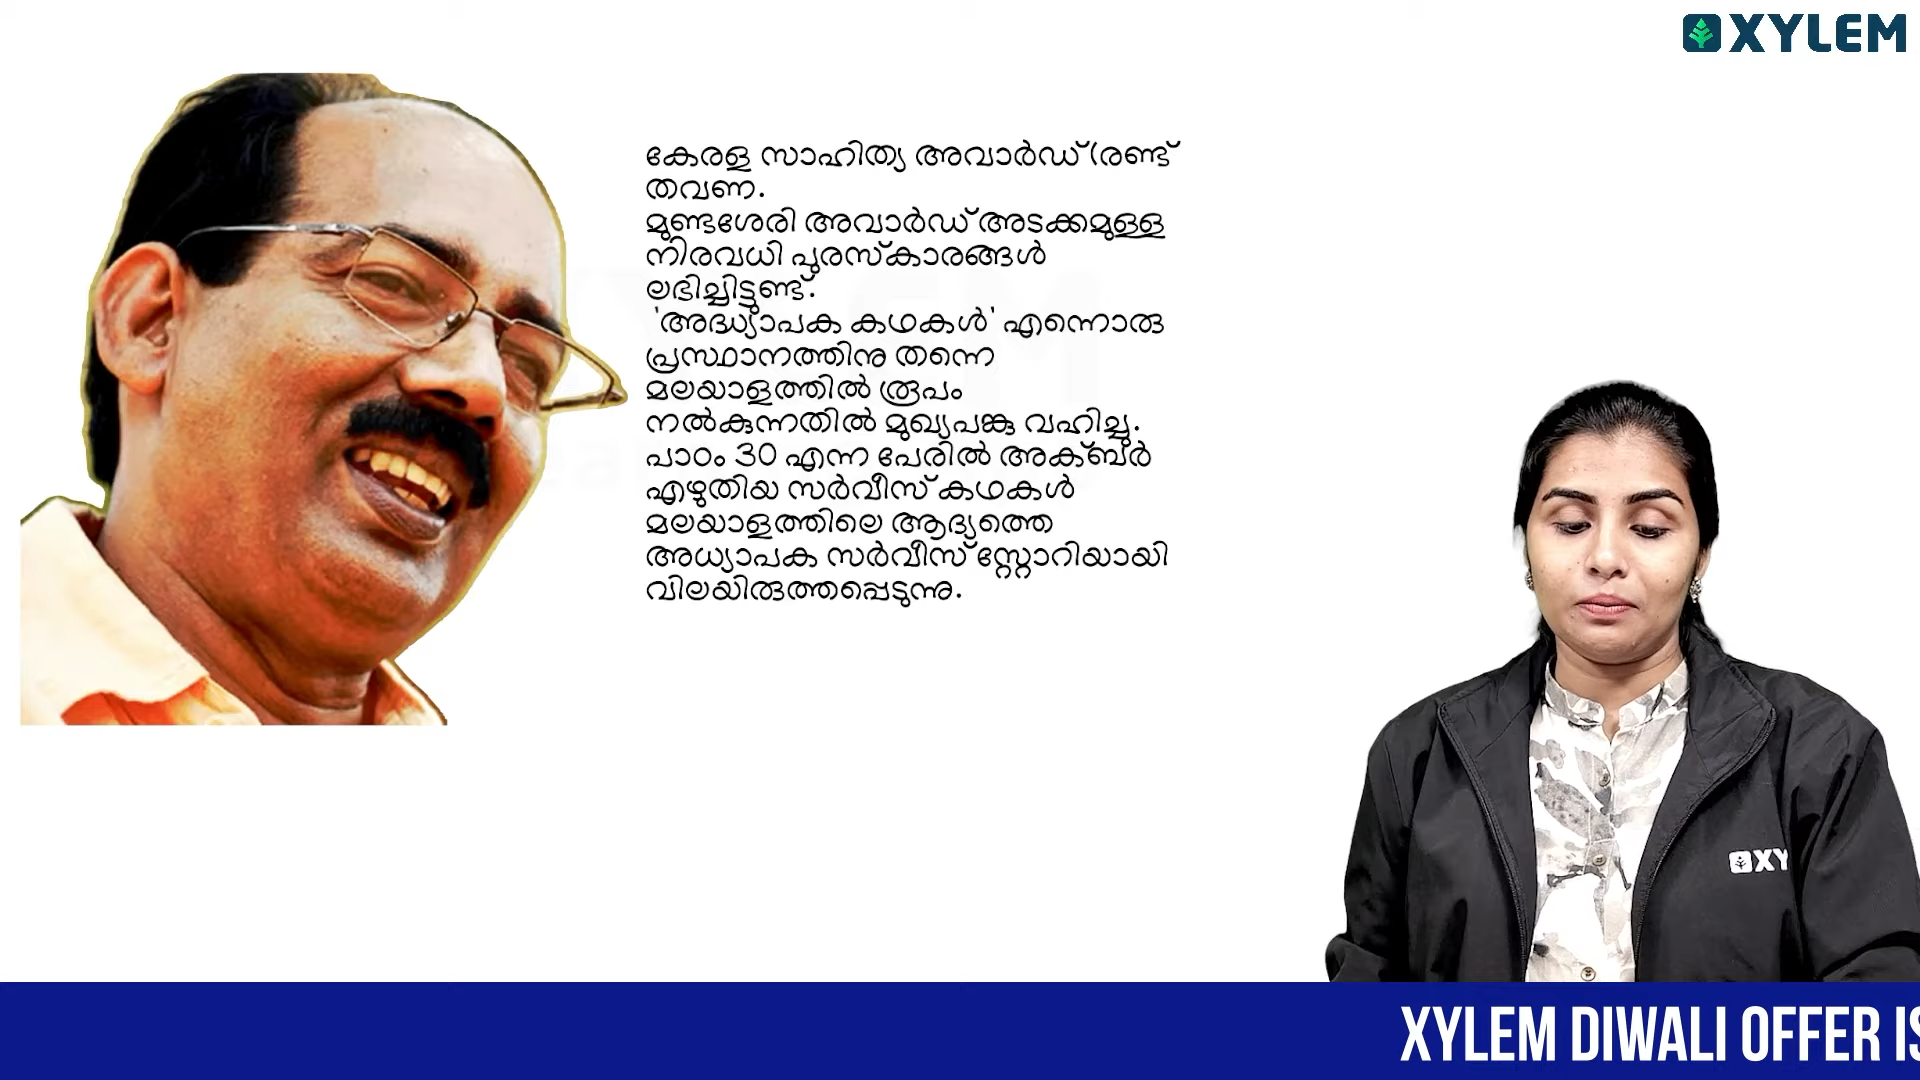 XYLEM
കേരള സാഹിത്യ അവാർഡ് (രണ്ട്
തവണ.
മുണ്ടശേരി അവാർഡ് അടക്കമുള്ള
നിരവധി പുരസ്കാരങ്ങൾ
ലഭിച്ചിട്ടുണ്ട്.
'അദ്ധ്യാപക കഥകൾ' എന്നൊരു
പ്രസ്ഥാനത്തിനു തന്നെ
മലയാളത്തിൽ രൂപം
നൽകുന്നതിൽ മുഖ്യപങ്കു വഹിച്ചു.
പാഠം 30 എന്ന പേരിൽ അക്ബർ
എഴുതിയ സർവീസ് കഥകൾ
മലയാളത്തിലെ ആദ്യത്തെ
അധ്യാപക സർവീസ് സ്റ്റോറിയായി
വിലയിരുത്തപ്പെടുന്നു.
XY
XYLEM DIWALI OFFER IS